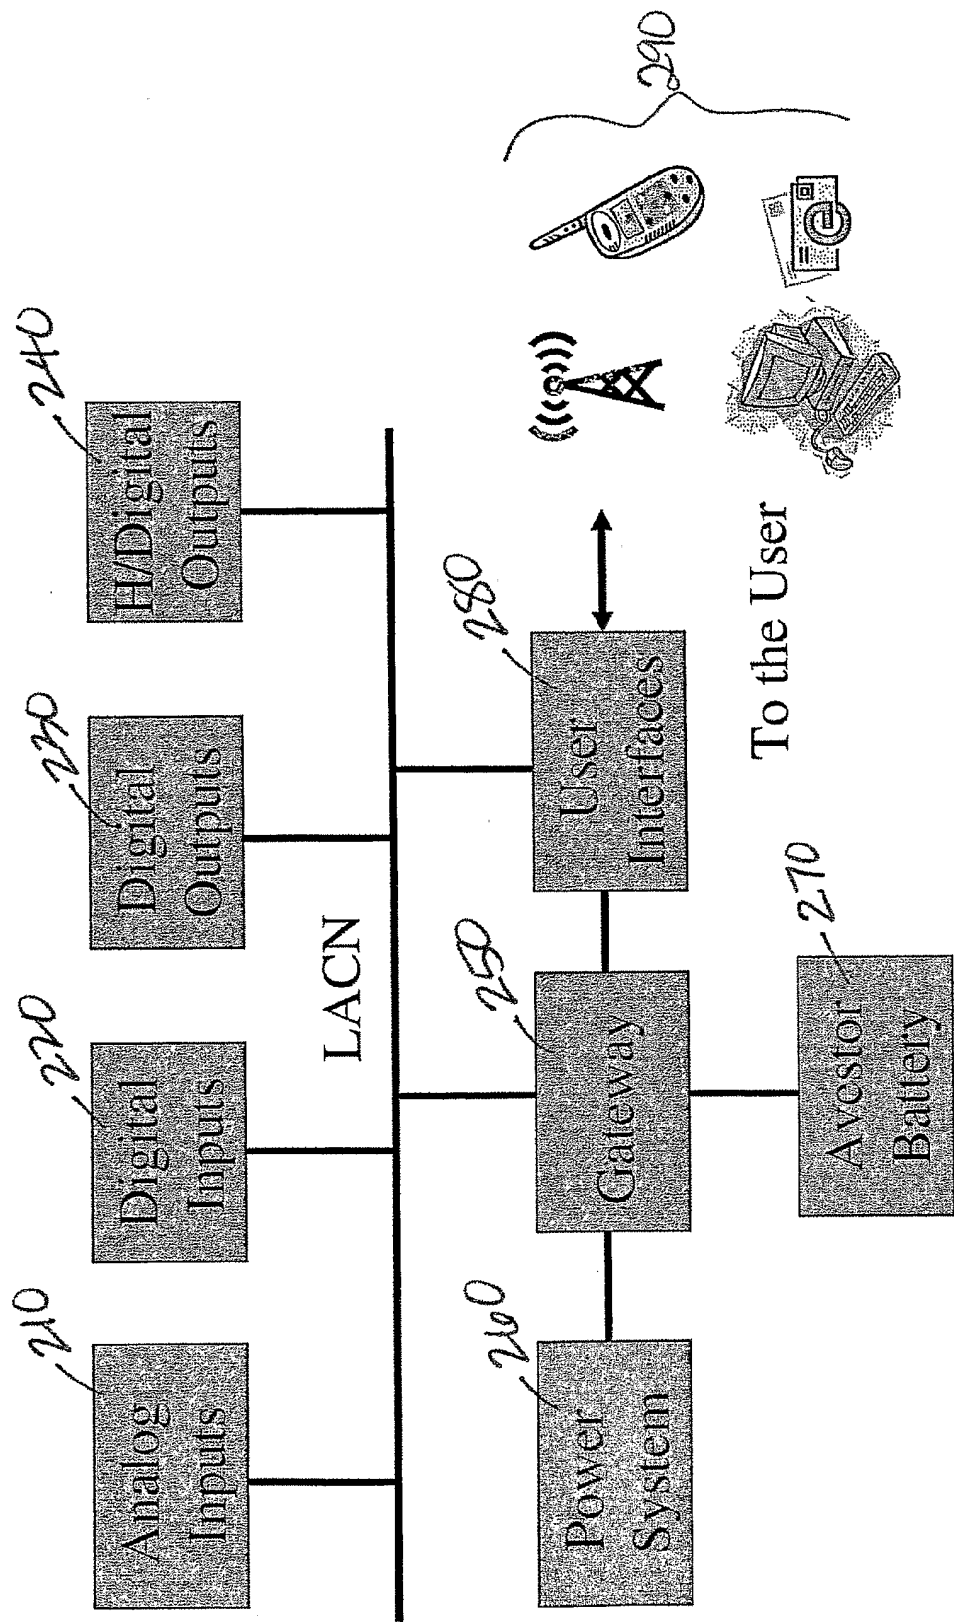 210
Analog
Inputs
220
Digital
Inputs
230
Digital
Outputs
240
H/Digital
Outputs
LACN
260
Power
System
250
Gateway
280
User
Interfaces
290
Avestor
Battery
270
To the User